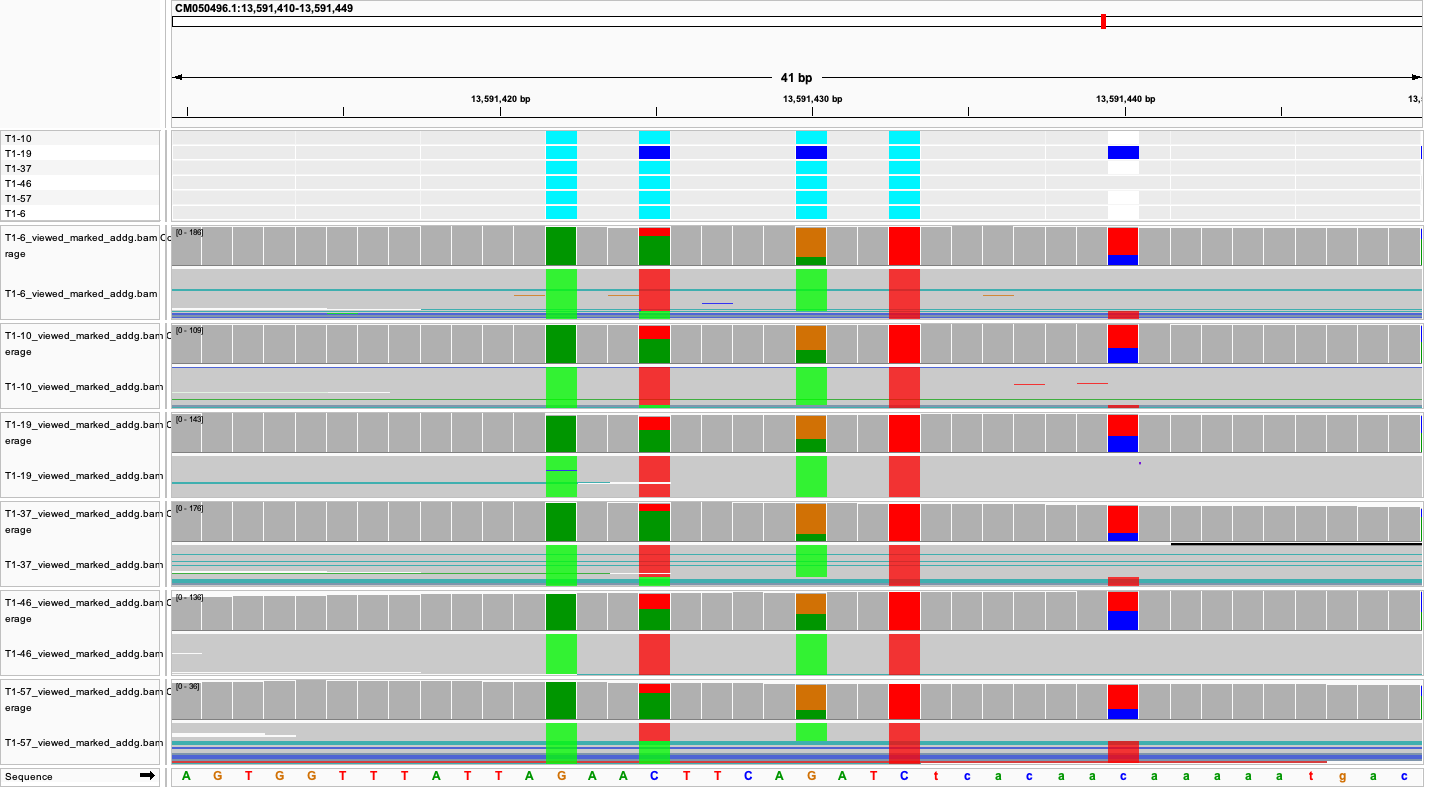 CM050496.1:13,591,410-13,591,449
41 bp
13,591,420 bp 13,591,430 bp 13,591,440 bp 13,
T1-10
T1-19
T1-37
T1-46
T1-57
T1-6
T1-6_viewed_marked_addg.bam Co [0 - 186]
rage
T1-6_viewed_marked_addg.bam
T1-10_viewed_marked_addg.bam C [0 - 109]
erage
T1-10_viewed_marked_addg.bam
T1-19_viewed_marked_addg.bam C [0 - 143]
erage
T1-19_viewed_marked_addg.bam
T1-37_viewed_marked_addg.bam C [0 - 176]
erage
T1-37_viewed_marked_addg.bam
T1-46_viewed_marked_addg.bam C [0 - 136]
erage
T1-46_viewed_marked_addg.bam
T1-57_viewed_marked_addg.bam C [0 - 36]
erage
T1-57_viewed_marked_addg.bam
Sequence A G T G G T T T A T T A G A A C T T C A G A T C t c a c a a c a a a a a t g a c